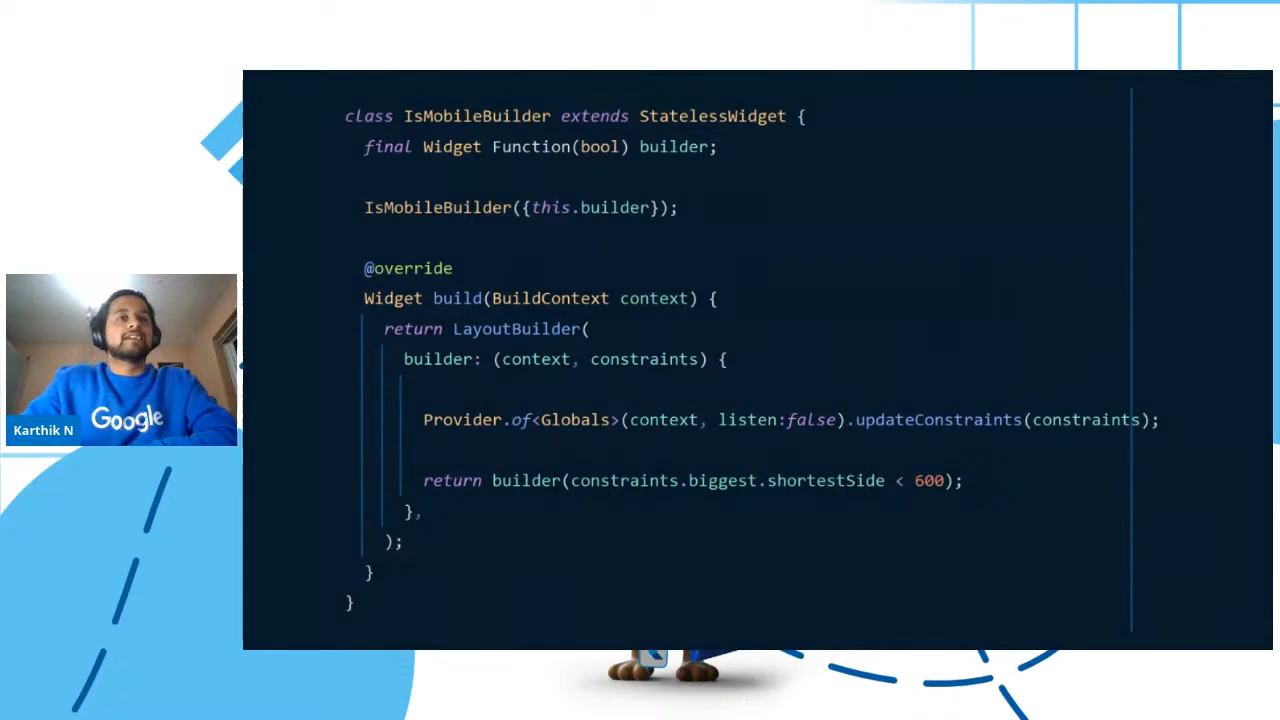 class IsMobileBuilder extends StatelessWidget {
final Widget Function(bool) builder;
IsMobileBuilder({this.builder});
@override
Widget build(BuildContext context) {
return LayoutBuilder(
builder: (context, constraints) {
Provider.of<Globals>(context, listen:false).updateConstraints(constraints);
return builder(constraints.biggest.shortestSide < 600);
},
);
}
}
Google
Karthik N